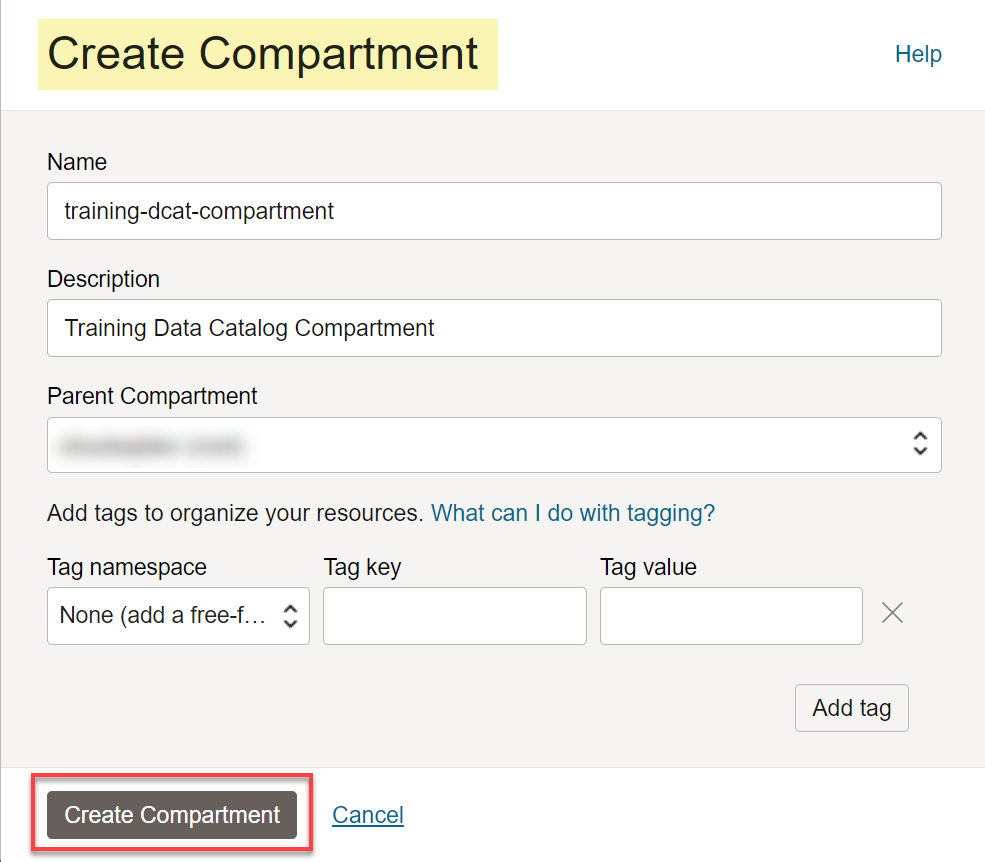 Create Compartment
Help
Name
training-dcat-compartment
Description
Training Data Catalog Compartment
Parent Compartment
Add tags to organize your resources. What can I do with tagging?
Tag namespace Tag key Tag value
None (add a free-f...
Add tag
Create Compartment Cancel